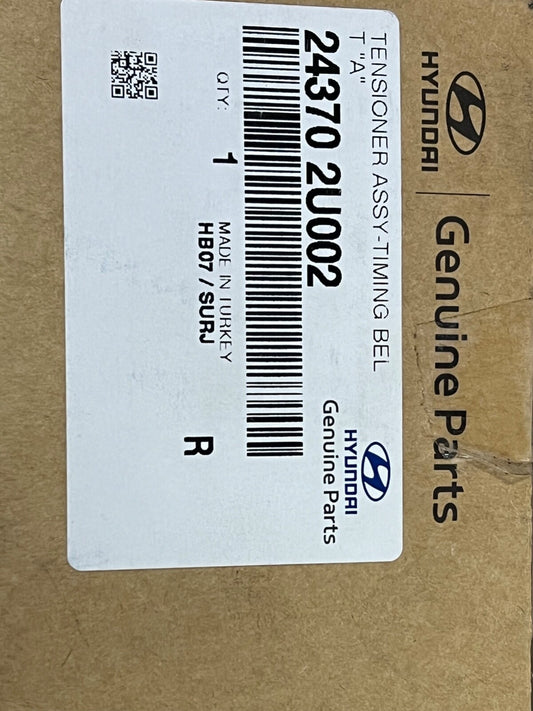 HYUNDAI
Genuine Parts
TENSIONER ASSY-TIMING BEL
T "A"
HYUNDAI
Genuine Parts
24370 2U002
QTY: 1
MADE IN TURKEY
HB07 / SURJ
R